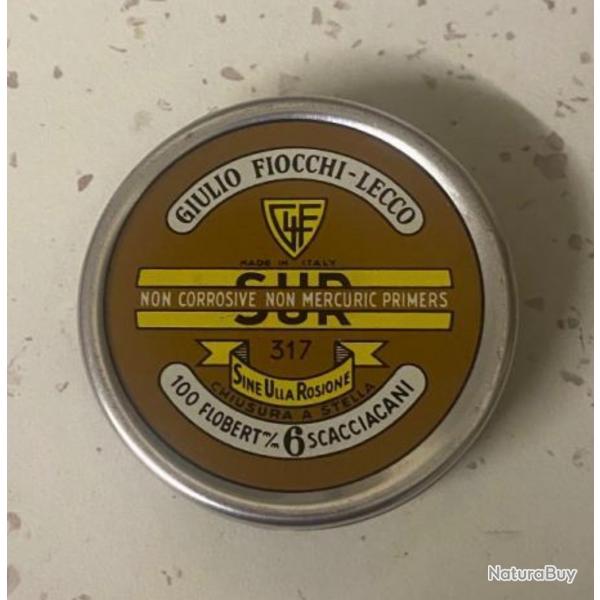 GIULIO FIOCCHI-LECCO
G4F
MADE IN ITALY
SUR
NON CORROSIVE NON MERCURIC PRIMERS
317
SINE ULLA ROSIONE
CHIUSURA A STELLA
100 FLOBERT m/m 6 SCACCIACANI
NaturaBuy